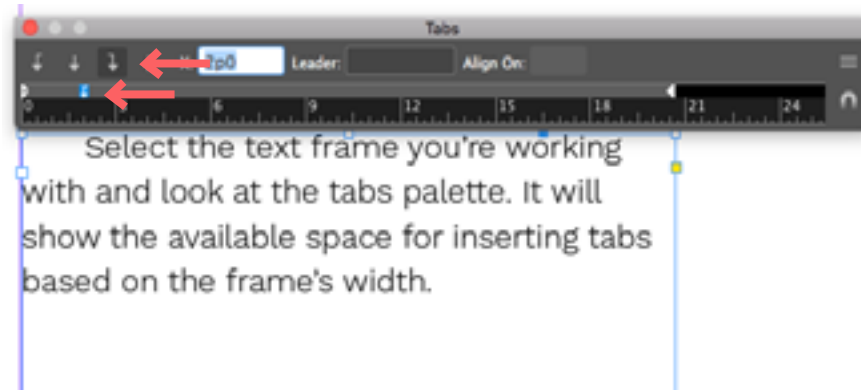 Tabs
X: 2p0 Leader: Align On:
0 3 6 9 12 15 18 21 24
Select the text frame you're working
with and look at the tabs palette. It will
show the available space for inserting tabs
based on the frame's width.